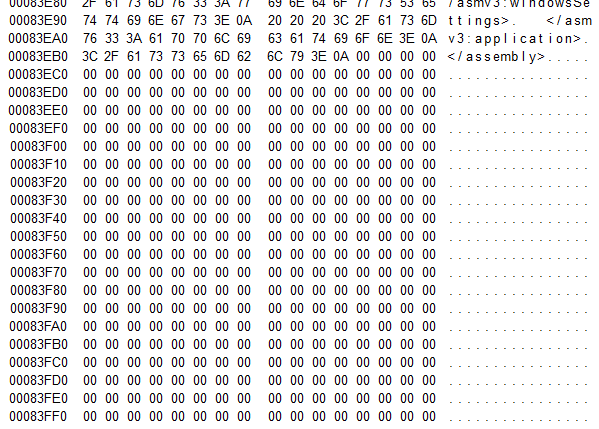 00083E80 2F 61 73 6D 76 33 3A 77 69 6E 64 6F 77 73 53 65 /asmv3:windowsSe
00083E90 74 74 69 6E 67 73 3E 0A 20 20 20 3C 2F 61 73 6D ttings>. </asm
00083EA0 76 33 3A 61 70 70 6C 69 63 61 74 69 6F 6E 3E 0A v3:application>.
00083EB0 3C 2F 61 73 73 65 6D 62 6C 79 3E 0A 00 00 00 00 </assembly>.....
00083EC0 00 00 00 00 00 00 00 00 00 00 00 00 00 00 00 00 ................
00083ED0 00 00 00 00 00 00 00 00 00 00 00 00 00 00 00 00 ................
00083EE0 00 00 00 00 00 00 00 00 00 00 00 00 00 00 00 00 ................
00083EF0 00 00 00 00 00 00 00 00 00 00 00 00 00 00 00 00 ................
00083F00 00 00 00 00 00 00 00 00 00 00 00 00 00 00 00 00 ................
00083F10 00 00 00 00 00 00 00 00 00 00 00 00 00 00 00 00 ................
00083F20 00 00 00 00 00 00 00 00 00 00 00 00 00 00 00 00 ................
00083F30 00 00 00 00 00 00 00 00 00 00 00 00 00 00 00 00 ................
00083F40 00 00 00 00 00 00 00 00 00 00 00 00 00 00 00 00 ................
00083F50 00 00 00 00 00 00 00 00 00 00 00 00 00 00 00 00 ................
00083F60 00 00 00 00 00 00 00 00 00 00 00 00 00 00 00 00 ................
00083F70 00 00 00 00 00 00 00 00 00 00 00 00 00 00 00 00 ................
00083F80 00 00 00 00 00 00 00 00 00 00 00 00 00 00 00 00 ................
00083F90 00 00 00 00 00 00 00 00 00 00 00 00 00 00 00 00 ................
00083FA0 00 00 00 00 00 00 00 00 00 00 00 00 00 00 00 00 ................
00083FB0 00 00 00 00 00 00 00 00 00 00 00 00 00 00 00 00 ................
00083FC0 00 00 00 00 00 00 00 00 00 00 00 00 00 00 00 00 ................
00083FD0 00 00 00 00 00 00 00 00 00 00 00 00 00 00 00 00 ................
00083FE0 00 00 00 00 00 00 00 00 00 00 00 00 00 00 00 00 ................
00083FF0 00 00 00 00 00 00 00 00 00 00 00 00 00 00 00 00 ................